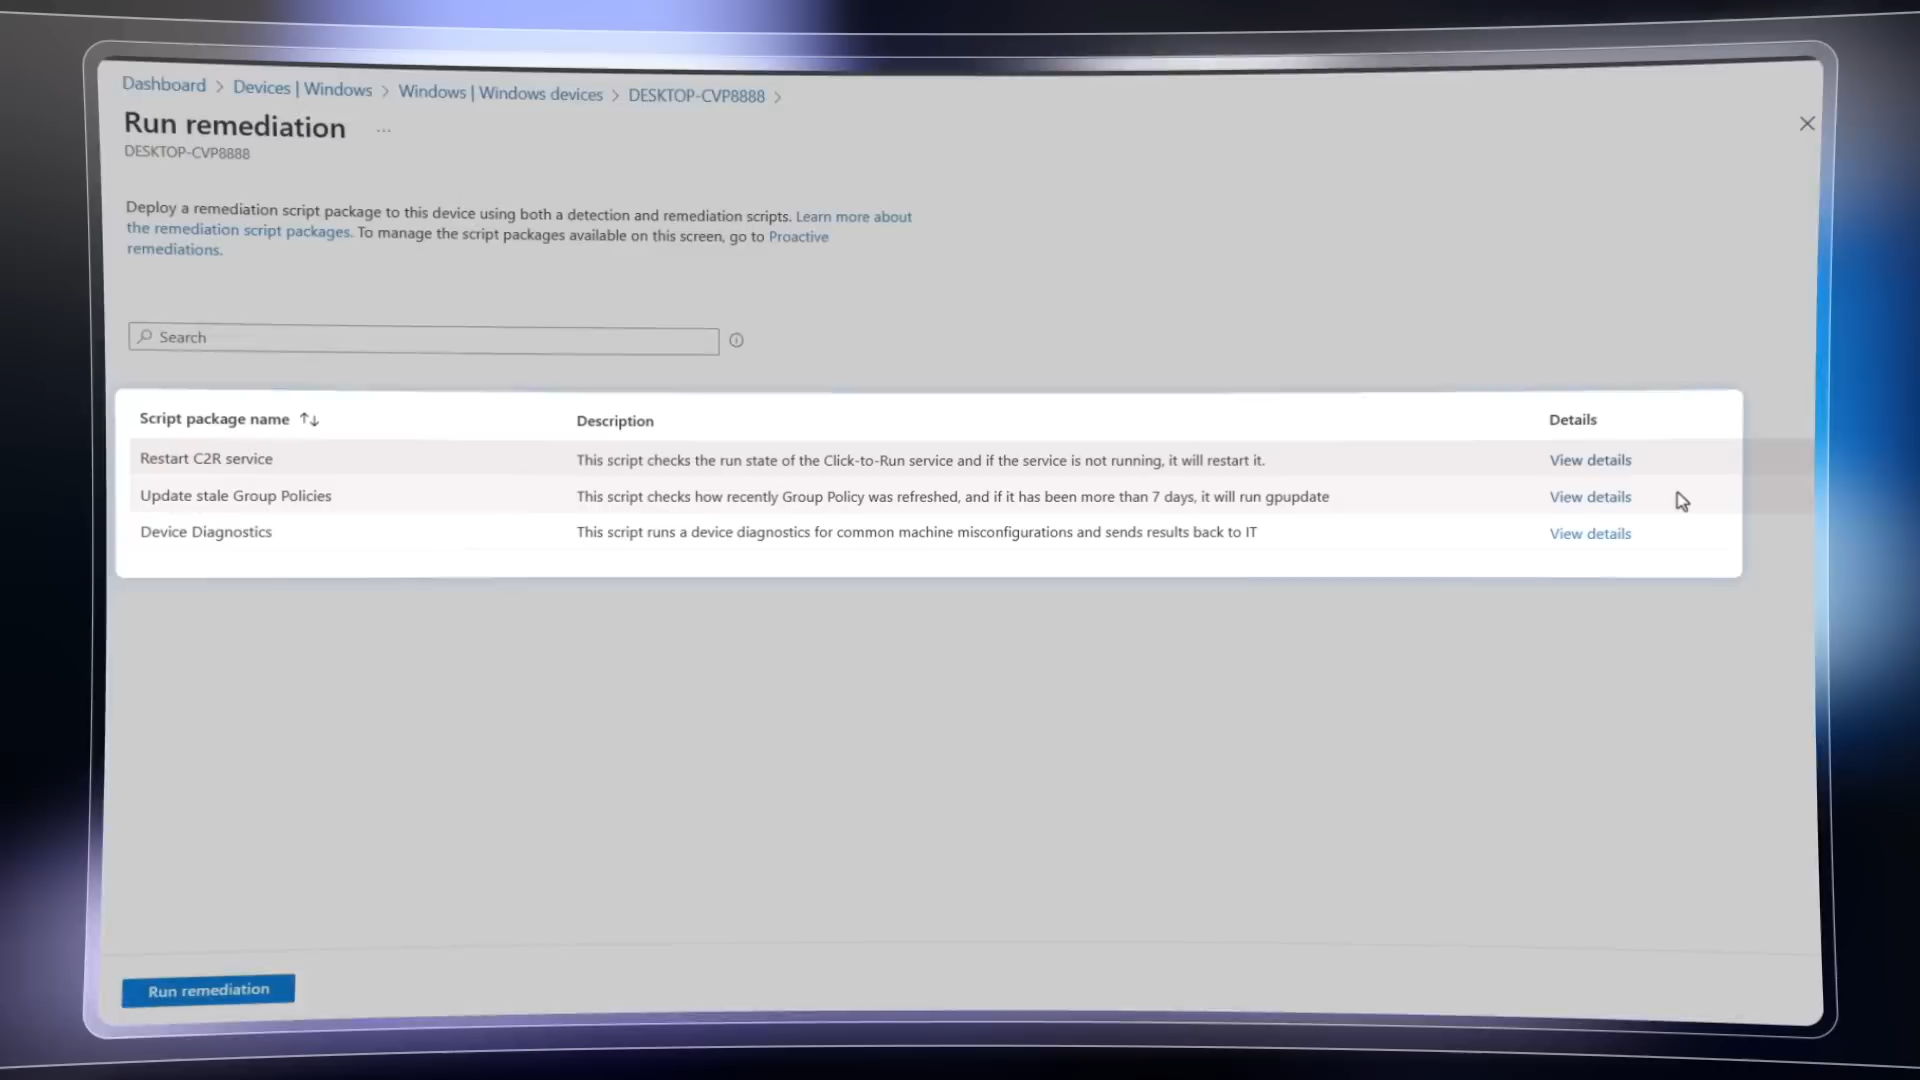 Dashboard > Devices | Windows > Windows | Windows devices > DESKTOP-CVP8888 >
Run remediation ...
DESKTOP-CVP8888
Deploy a remediation script package to this device using both a detection and remediation scripts. Learn more about
the remediation script packages. To manage the script packages available on this screen, go to Proactive
remediations.
Search
Script package name ↑↓ Description Details
Restart C2R service This script checks the run state of the Click-to-Run service and if the service is not running, it will restart it. View details
Update stale Group Policies This script checks how recently Group Policy was refreshed, and if it has been more than 7 days, it will run gpupdate View details
Device Diagnostics This script runs a device diagnostics for common machine misconfigurations and sends results back to IT View details
Run remediation